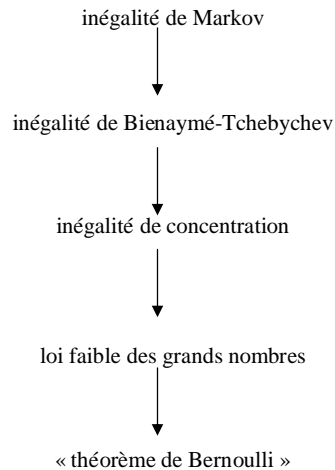 inégalité de Markov
inégalité de Bienaymé-Tchebychev
inégalité de concentration
loi faible des grands nombres
« théorème de Bernoulli »